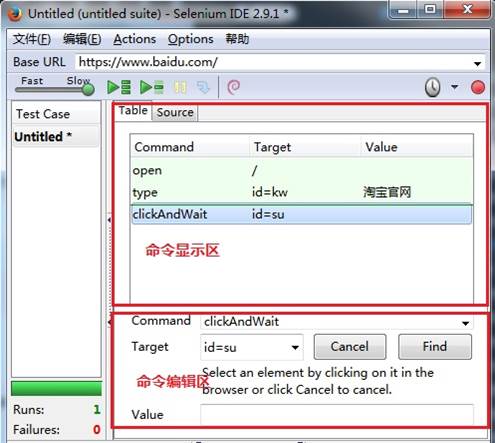 Untitled (untitled suite) - Selenium IDE 2.9.1 *
文件(F) 编辑(E) Actions Options 帮助
Base URL https://www.baidu.com/
Fast Slow
Test Case
Untitled *
Table Source
Command Target Value
open /
type id=kw 淘宝官网
clickAndWait id=su
命令显示区
Command clickAndWait
Target id=su Cancel Find
命令编辑区
Select an element by clicking on it in the
browser or click Cancel to cancel.
Value
Runs: 1
Failures: 0